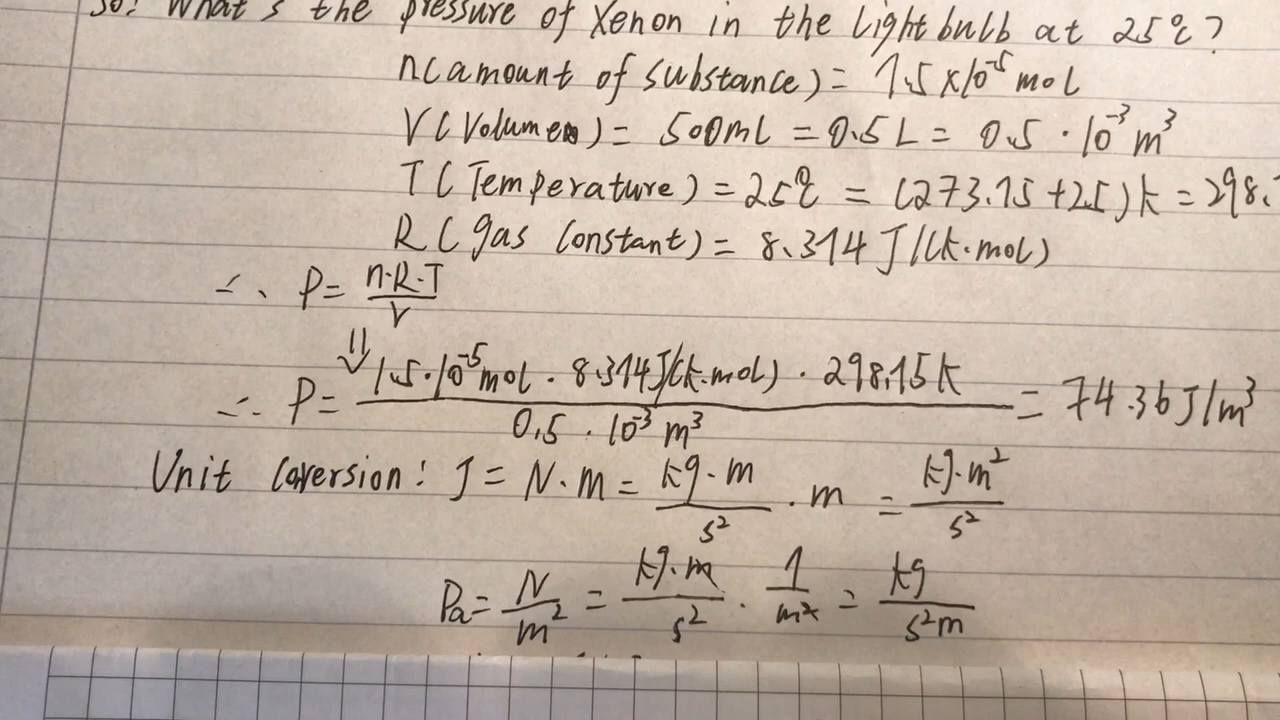 So: What's the pressure of Xenon in the light bulb at 25℃?
n(amount of substance) = 1.5×10⁻⁵ mol
V(Volume) = 500mL = 0.5L = 0.5 · 10⁻³ m³
T(Temperature) = 25℃ = (273.15+25)k = 298.
R(gas constant) = 8.314 J/(k·mol)
∴ P = n·R·T / V
⇓
∴ P = 1.5·10⁻⁵mol · 8.314J/(k·mol) · 298.15k / 0.5 · 10⁻³ m³ = 74.36 J/m³
Unit Coversion: J = N·m = kg·m / s² · m = kg·m² / s²
Pa = N / m² = kg·m / s² · 1 / m² = kg / s²m